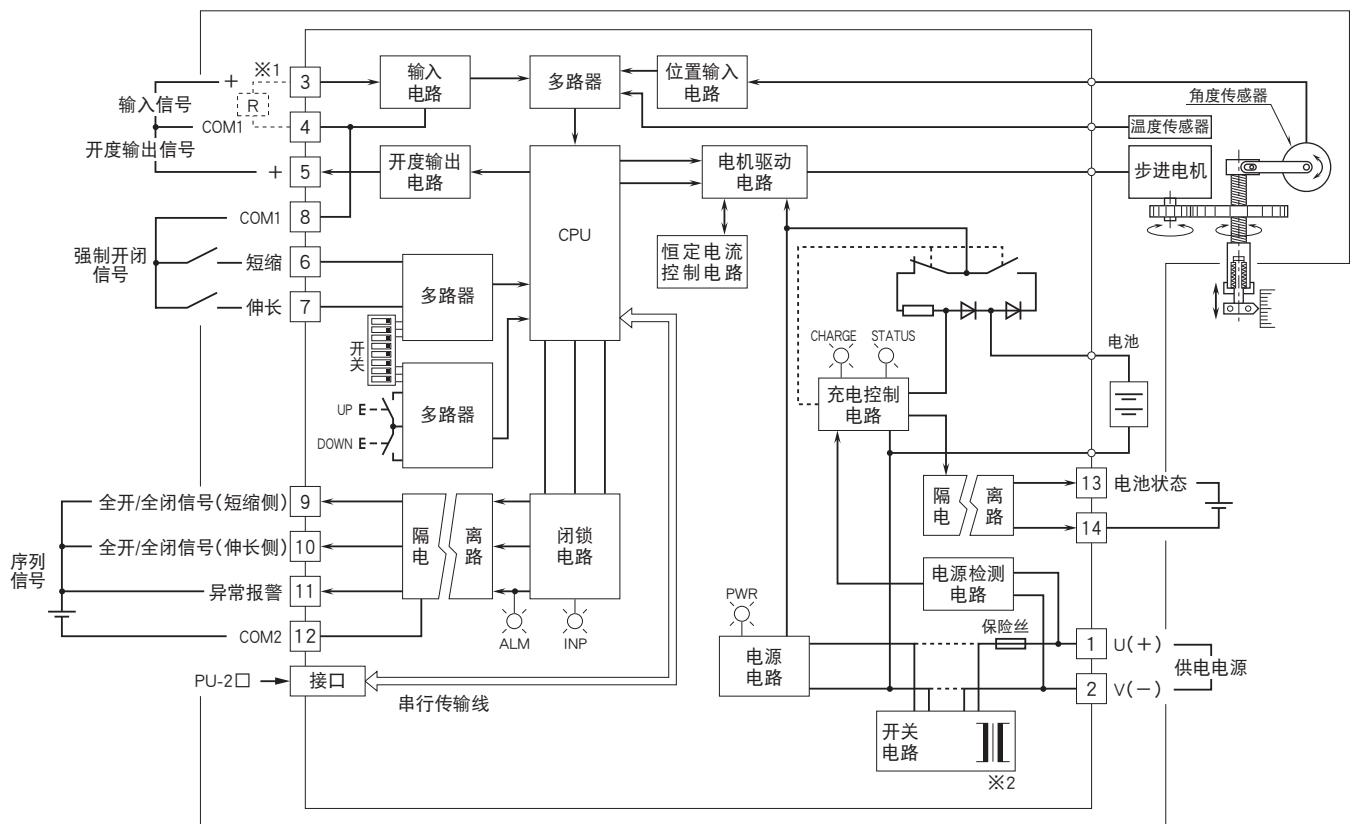 ※1
+
3
输入信号
R
COM1
4
开度输出信号
+
5
COM1
8
强制开闭
信号
短缩
6
伸长
7
输入
电路
多路器
位置输入
电路
角度传感器
温度传感器
开度输出
电路
电机驱动
电路
步进电机
CPU
恒定电流
控制电路
多路器
开
关
UP
DOWN
多路器
CHARGE
STATUS
电池
充电控制
电路
全开/全闭信号(短缩侧)
9
全开/全闭信号(伸长侧)
10
序列
信号
异常报警
11
COM2
12
隔 离
电 路
闭锁
电路
ALM
INP
隔 离
电 路
13
电池状态
14
电源检测
电路
PWR
电源
电路
保险丝
1
U(+)
供电电源
2
V(-)
PU-2□
接口
串行传输线
开关
电路
※2